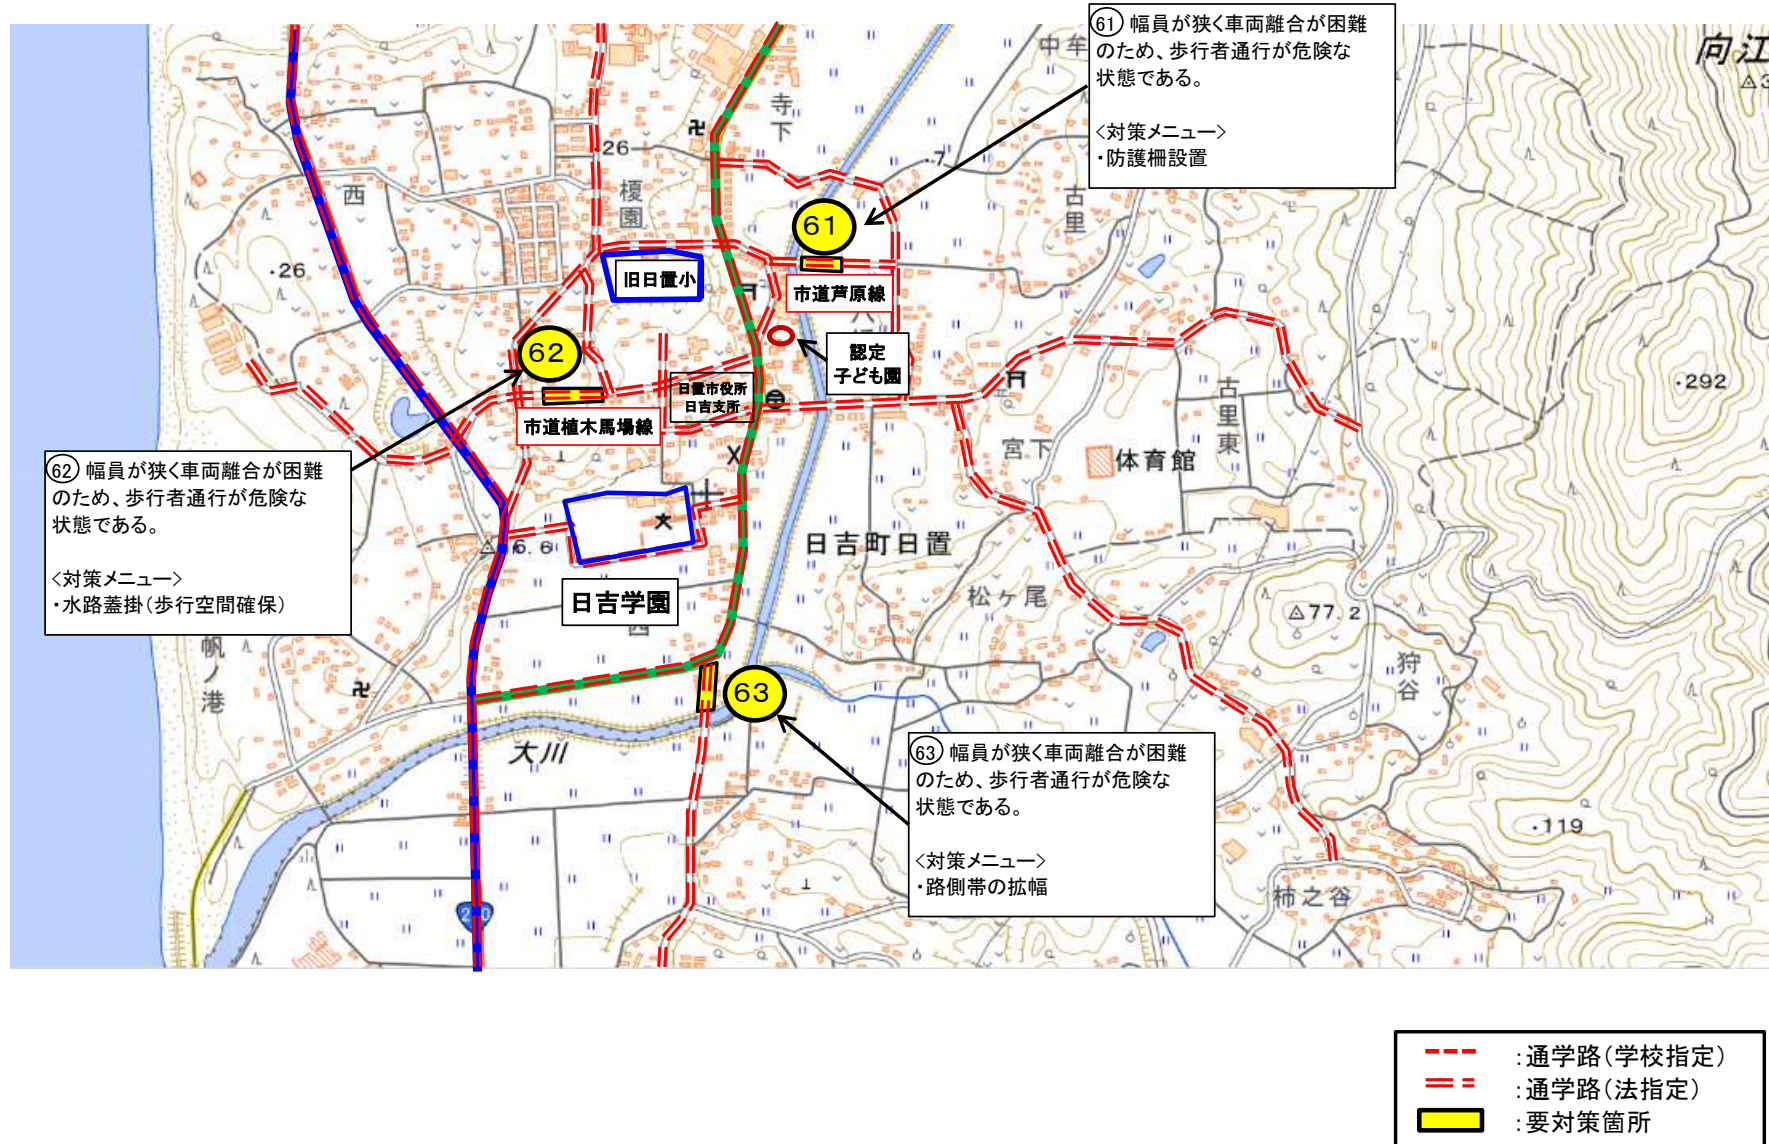 61 幅員が狭く車両離合が困難
のため、歩行者通行が危険な
状態である。
<対策メニュー>
・防護柵設置
向江
中牟
寺下
・26
・7
榎園
古里
西
・26
61
旧日置小
市道芦原線
62
認定
子ども園
日置市役所
日吉支所
市道植木馬場線
・292
古里東
宮下
体育館
62 幅員が狭く車両離合が困難
のため、歩行者通行が危険な
状態である。
<対策メニュー>
・水路蓋掛(歩行空間確保)
6.6
日吉町日置
日吉学園
松ヶ尾
77.2
西
帆ノ港
狩谷
63
大川
63 幅員が狭く車両離合が困難
のため、歩行者通行が危険な
状態である。
<対策メニュー>
・路側帯の拡幅
・119
柿之谷
:通学路(学校指定)
:通学路(法指定)
:要対策箇所